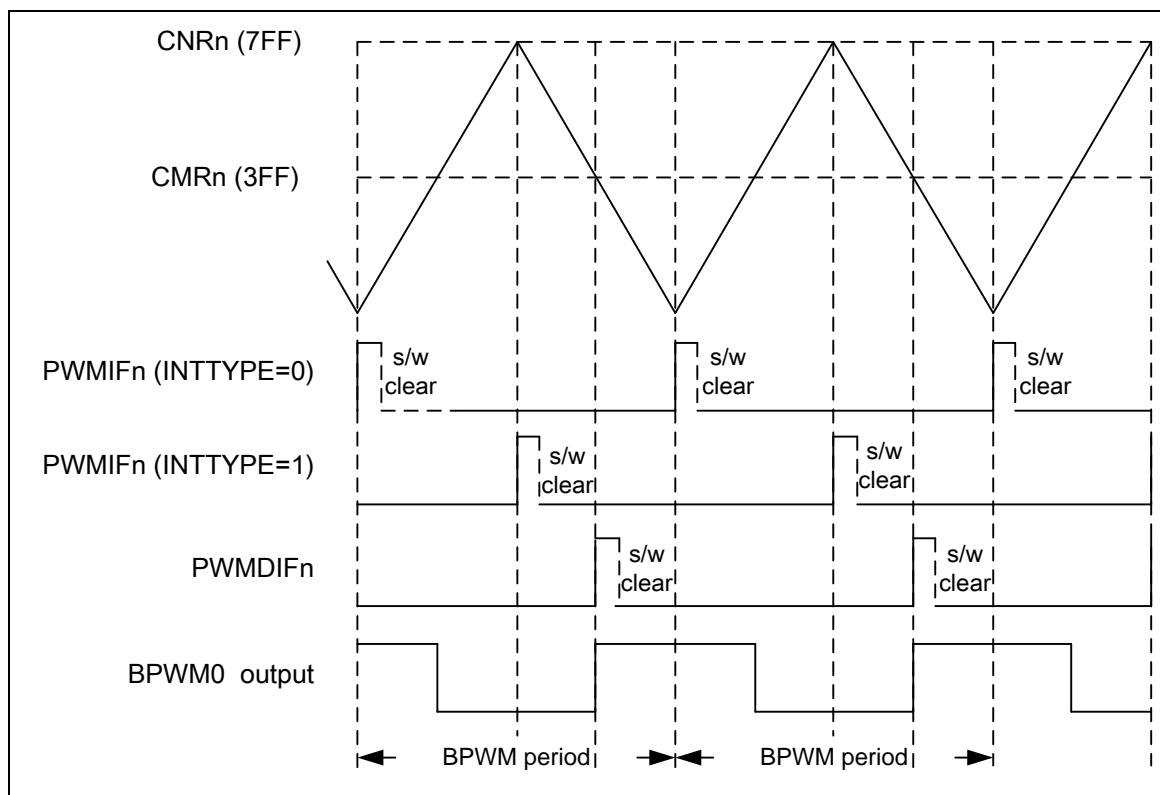 CNRn (7FF)
CMRn (3FF)
PWMIFn (INTTYPE=0)
s/w
clear
s/w
clear
s/w
clear
PWMIFn (INTTYPE=1)
s/w
clear
s/w
clear
PWMDIFn
s/w
clear
s/w
clear
BPWM0 output
BPWM period
BPWM period